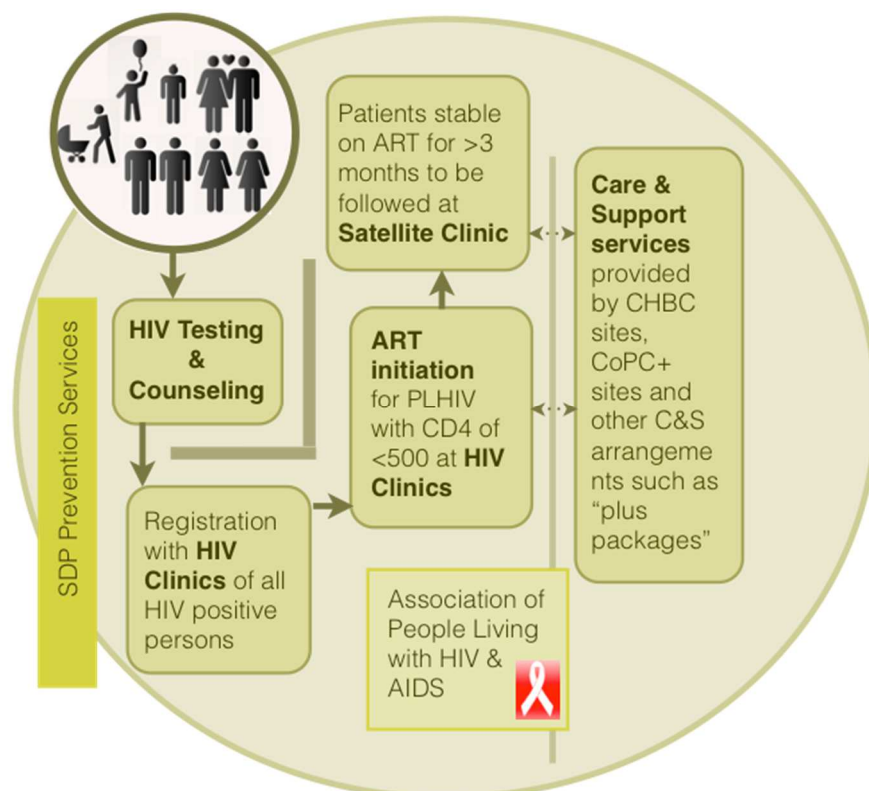 SDP Prevention Services
HIV Testing
&
Counseling
Registration
with HIV
Clinics of all
HIV positive
persons
ART
initiation
for PLHIV
with CD4 of
<500 at HIV
Clinics
Patients stable
on ART for >3
months to be
followed at
Satellite Clinic
Care &
Support
services
provided
by CHBC
sites,
CoPC+
sites and
other C&S
arrangeme
nts such as
“plus
packages”
Association of
People Living
with HIV &
AIDS